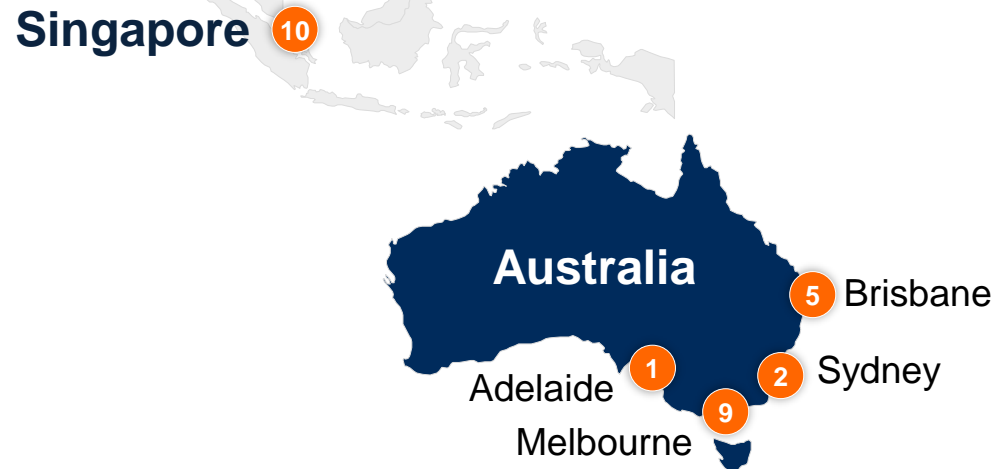 Singapore 10
Australia
5 Brisbane
1
Adelaide
2 Sydney
9
Melbourne